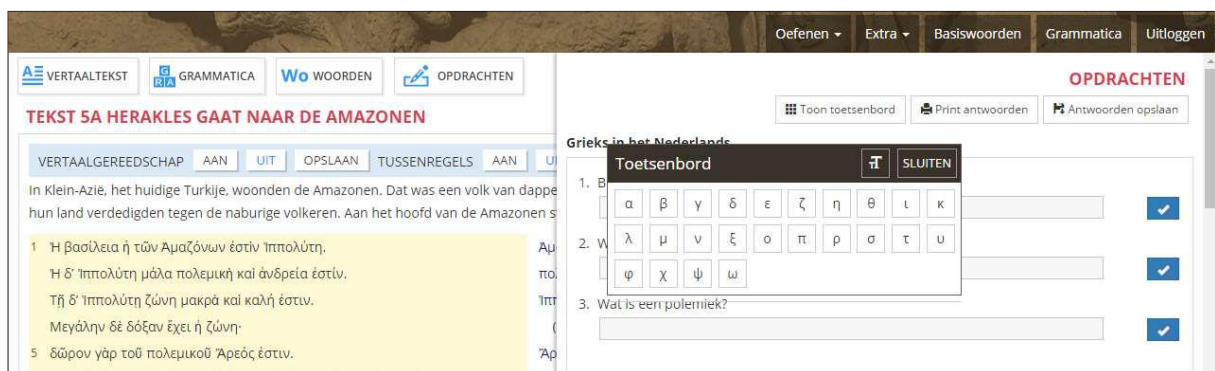 Oefenen Extra Basiswoorden Grammatica Uitloggen
VERTAALTEKST GRAMMATICA Wo WOORDEN OPDRACHTEN
TEKST 5A HERAKLES GAAT NAAR DE AMAZONEN
VERTAALGEREEDSCHAP AAN UIT OPSLAAN TUSSENREGELS AAN
In Klein-Azië, het huidige Turkije, woonden de Amazonen. Dat was een volk van dappe
hun land verdedigden tegen de naburige volkeren. Aan het hoofd van de Amazonen s
1 Ἡ βασίλεια ἡ τῶν Ἀμαζόνων ἐστὶν Ἱππολύτη.
Ἡ δ’ Ἱππολύτη μάλα πολεμικὴ καὶ ἀνδρεία ἐστίν.
Τῇ δ’ Ἱππολύτῃ ζώνη μακρὰ καὶ καλή ἐστιν.
Μεγάλην δὲ δόξαν ἔχει ἡ ζώνη·
5 δῶρον γὰρ τοῦ πολεμικοῦ Ἄρεός ἐστιν.
Ἀμ
πο
Ἱππ
(
Ἄρ
OPDRACHTEN
Toon toetsenbord Print antwoorden Antwoorden opslaan
Grieks in het Nederlands
Toetsenbord T SLUITEN
α β γ δ ε ζ η θ ι κ
λ μ ν ξ ο π ρ σ τ υ
φ χ ψ ω
1. B
2. W
3. Wat is een polemiek?